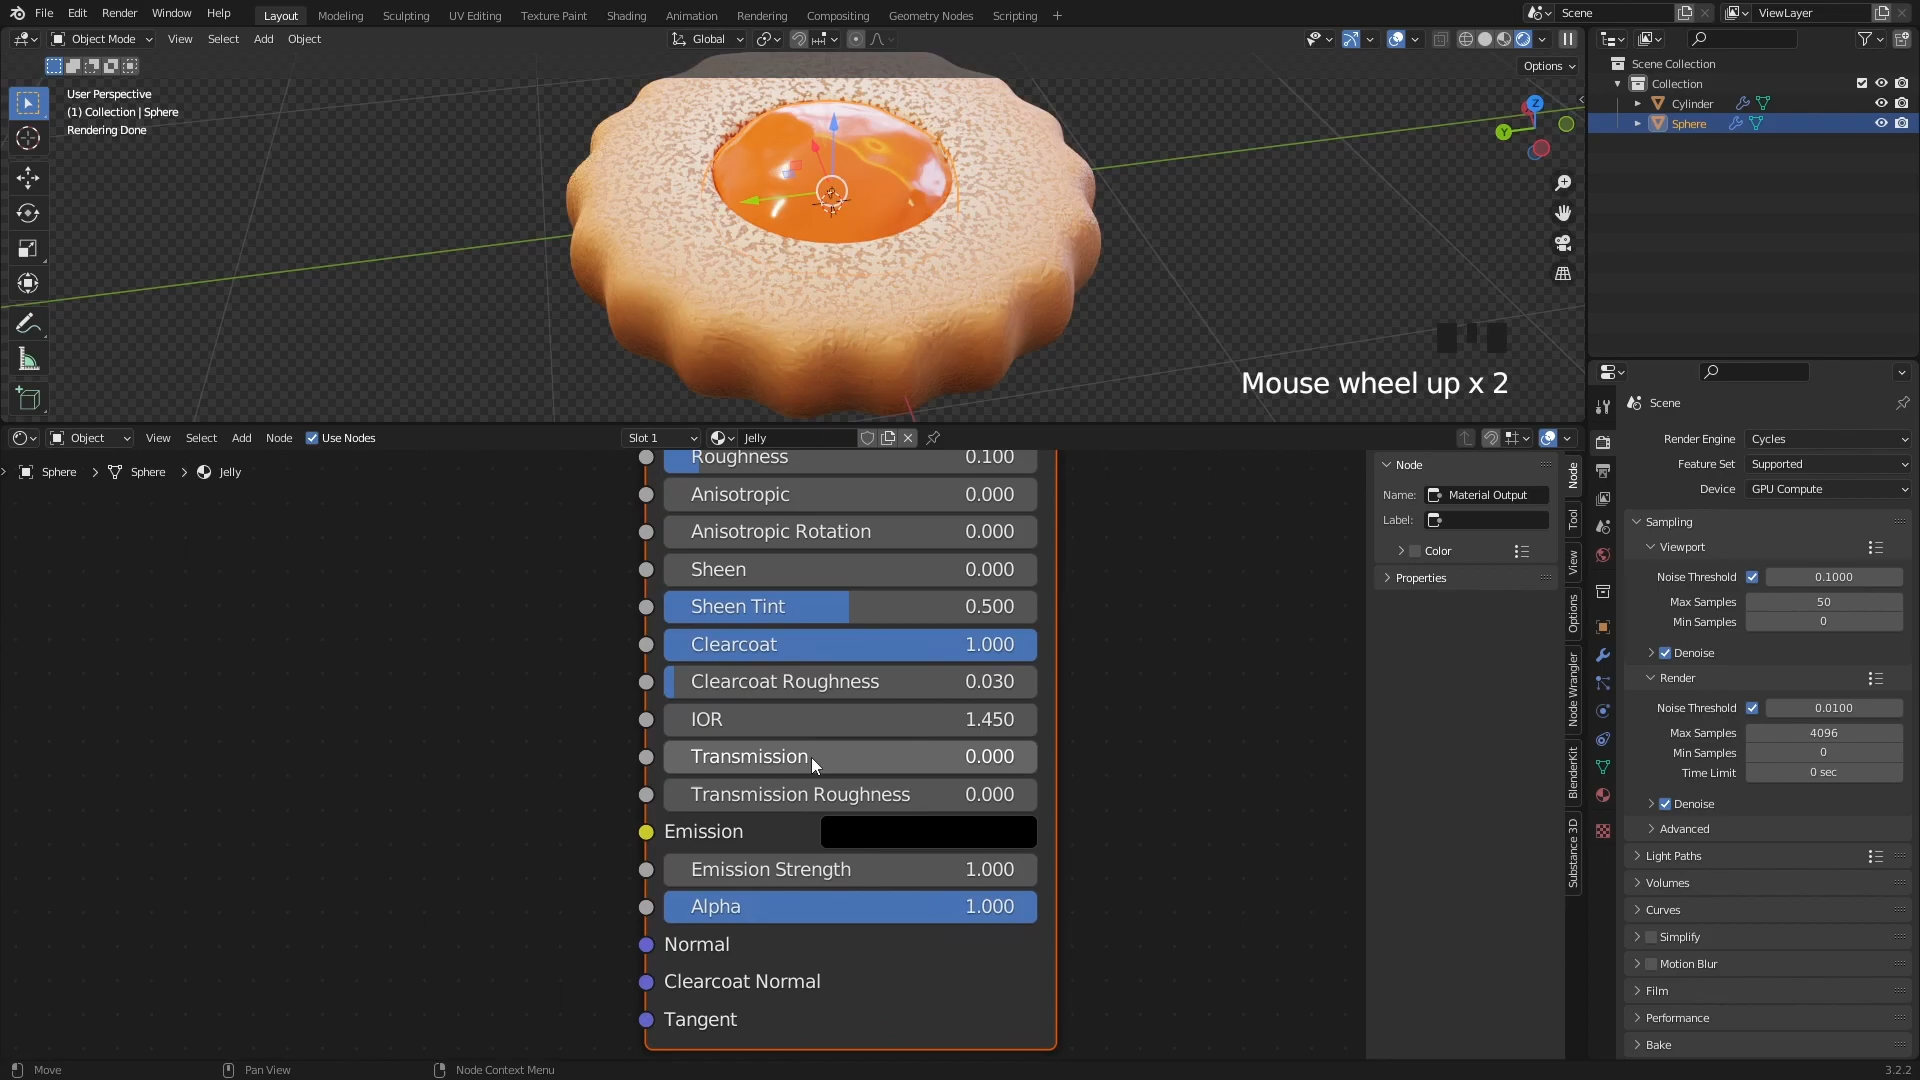 File Edit Render Window Help Layout Modeling Sculpting UV Editing Texture Paint Shading Animation Rendering Compositing Geometry Nodes Scripting + Scene ViewLayer
Object Mode View Select Add Object Global
Options
User Perspective
(1) Collection | Sphere
Rendering Done
Z
Y
Mouse wheel up x 2
Scene Collection
Collection
Cylinder
Sphere
Object View Select Add Node Use Nodes Slot 1 Jelly
Sphere > Sphere > Jelly
Roughness 0.100
Anisotropic 0.000
Anisotropic Rotation 0.000
Sheen 0.000
Sheen Tint 0.500
Clearcoat 1.000
Clearcoat Roughness 0.030
IOR 1.450
Transmission 0.000
Transmission Roughness 0.000
Emission
Emission Strength 1.000
Alpha 1.000
Normal
Clearcoat Normal
Tangent
Node
Name: Material Output
Label:
Color
Properties
Node
Tool
View
Options
Node Wrangler
BlenderKit
Substance 3D
Scene
Render Engine Cycles
Feature Set Supported
Device GPU Compute
Sampling
Viewport
Noise Threshold 0.1000
Max Samples 50
Min Samples 0
Denoise
Render
Noise Threshold 0.0100
Max Samples 4096
Min Samples 0
Time Limit 0 sec
Denoise
Advanced
Light Paths
Volumes
Curves
Simplify
Motion Blur
Film
Performance
Bake
Move Pan View Node Context Menu 3.2.2